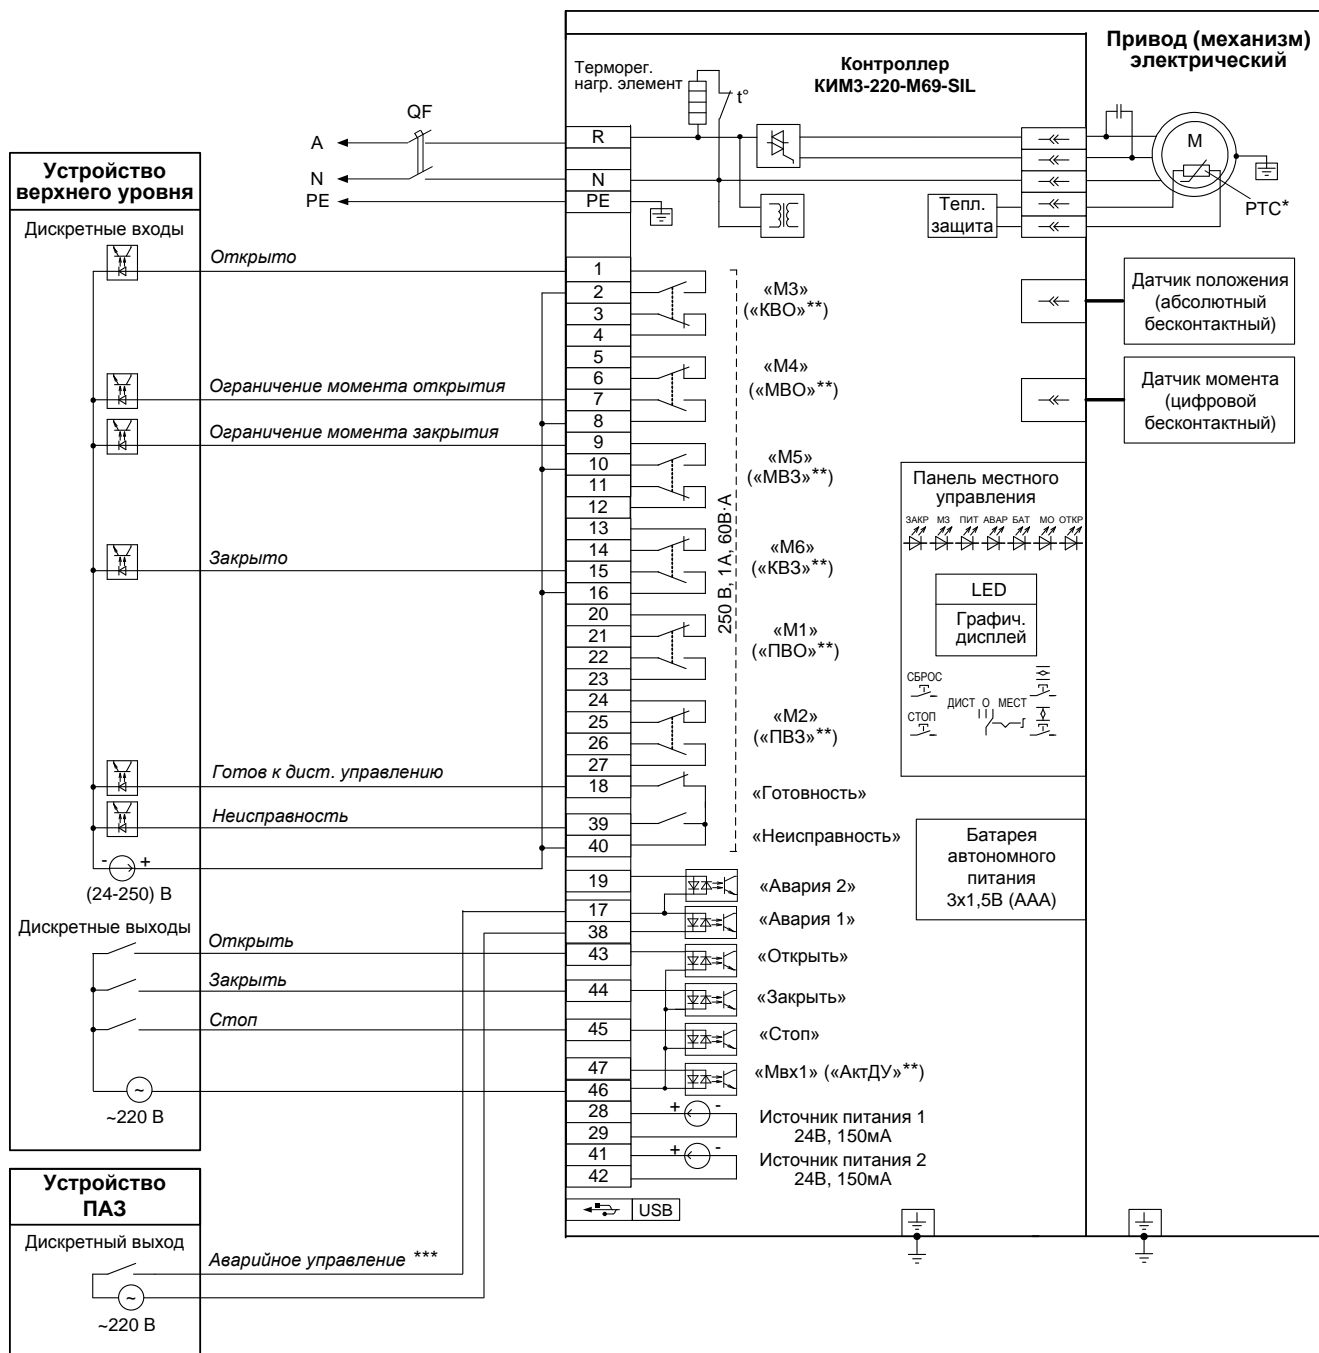 Устройство
верхнего уровня
Дискретные входы
(24-250) В
- +
Дискретные выходы
~
~220 В
Устройство
ПАЗ
Дискретный выход
~
~220 В
QF
A
N
PE
Открыто
Ограничение момента открытия
Ограничение момента закрытия
Закрыто
Готов к дист. управлению
Неисправность
Открыть
Закрыть
Стоп
Аварийное управление ***
Терморег.
нагр. элемент
t°
Контроллер
КИМ3-220-М69-SIL
R
N
PE
1
2
3
4
5
6
7
8
9
10
11
12
13
14
15
16
20
21
22
23
24
25
26
27
18
39
40
19
17
38
43
44
45
47
46
28
29
41
42
USB
250 В, 1А, 60В·А
«М3»
(«КВО»**)
«М4»
(«МВО»**)
«М5»
(«МВЗ»**)
«М6»
(«КВЗ»**)
«М1»
(«ПВО»**)
«М2»
(«ПВЗ»**)
«Готовность»
«Неисправность»
«Авария 2»
«Авария 1»
«Открыть»
«Закрыть»
«Стоп»
«Мвх1» («АктДУ»**)
+ -
Источник питания 1
24В, 150мА
+ -
Источник питания 2
24В, 150мА
Тепл.
защита
Панель местного
управления
ЗАКР МЗ ПИТ АВАР БАТ МО ОТКР
LED
Графич.
дисплей
СБРОС
СТОП
ДИСТ О МЕСТ
Батарея
автономного
питания
3х1,5В (ААА)
Привод (механизм)
электрический
М
РТС*
Датчик положения
(абсолютный
бесконтактный)
Датчик момента
(цифровой
бесконтактный)